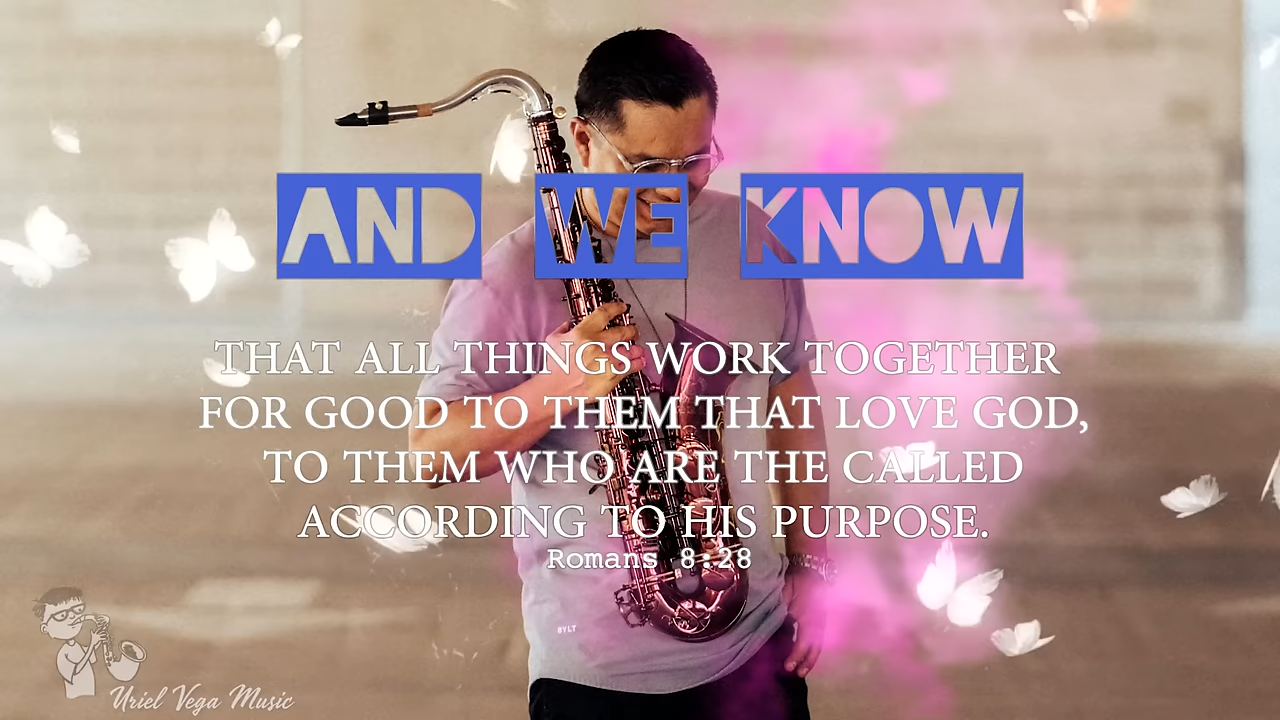 AND WE KNOW
THAT ALL THINGS WORK TOGETHER
FOR GOOD TO THEM THAT LOVE GOD,
TO THEM WHO ARE THE CALLED
ACCORDING TO HIS PURPOSE.
Romans 8:28
BYLT
Uriel Vega Music